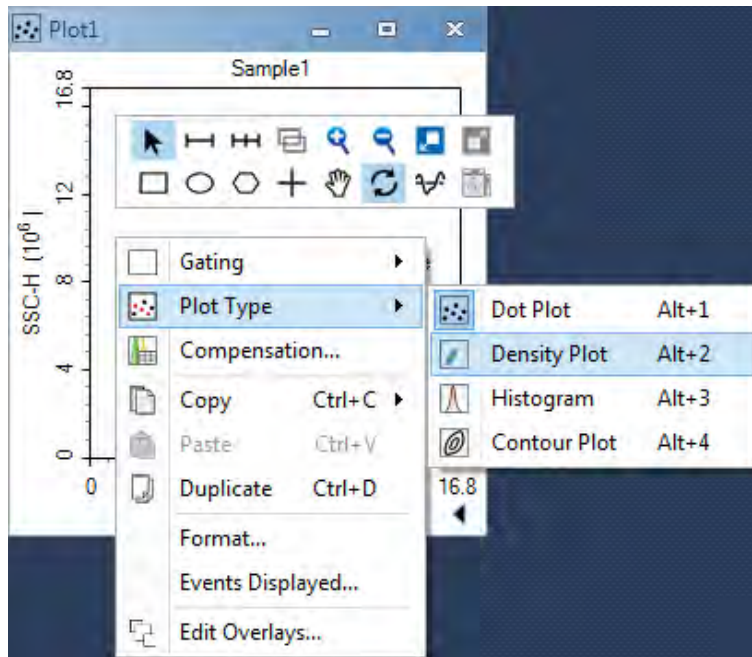 Plot1
Sample1
16.8
12
8
4
0
SSC-H (10⁶)
0
16.8
Gating
Plot Type
Compensation...
Copy Ctrl+C
Paste Ctrl+V
Duplicate Ctrl+D
Format...
Events Displayed...
Edit Overlays...
Dot Plot Alt+1
Density Plot Alt+2
Histogram Alt+3
Contour Plot Alt+4